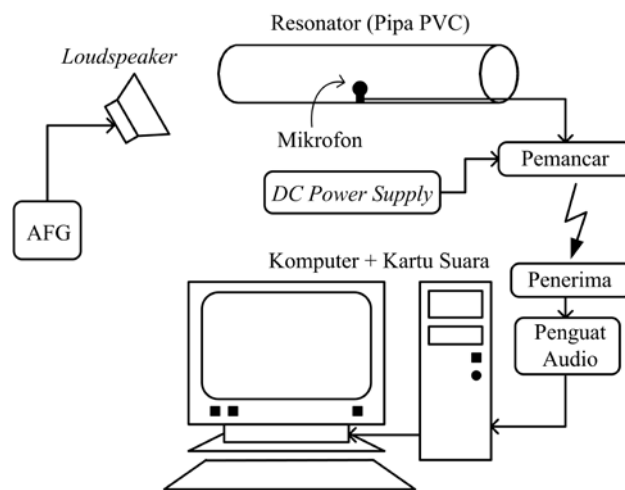 Resonator (Pipa PVC)
Loudspeaker
Mikrofon
Pemancar
DC Power Supply
AFG
Komputer + Kartu Suara
Penerima
Penguat
Audio